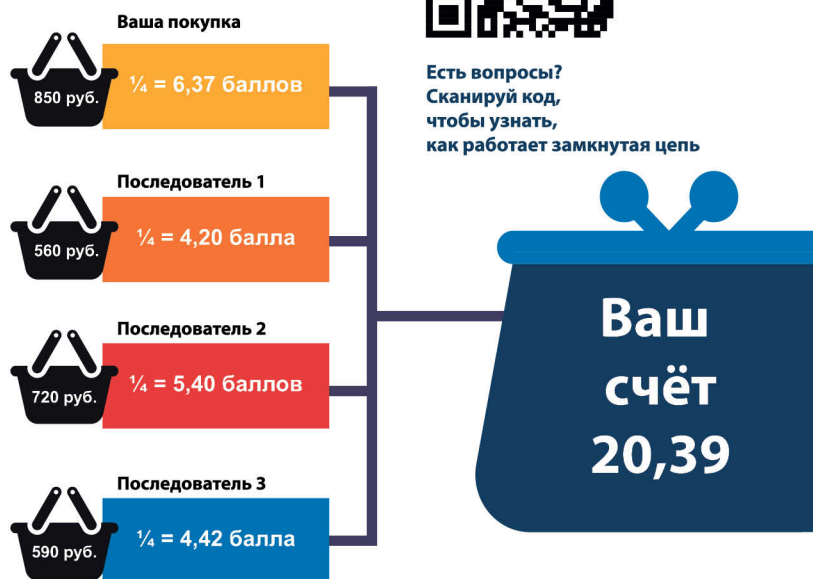 Ваша покупка
850 руб.
¼ = 6,37 баллов
Последователь 1
560 руб.
¼ = 4,20 балла
Последователь 2
720 руб.
¼ = 5,40 баллов
Последователь 3
590 руб.
¼ = 4,42 балла
Есть вопросы?
Сканируй код,
чтобы узнать,
как работает замкнутая цепь
Ваш
счёт
20,39